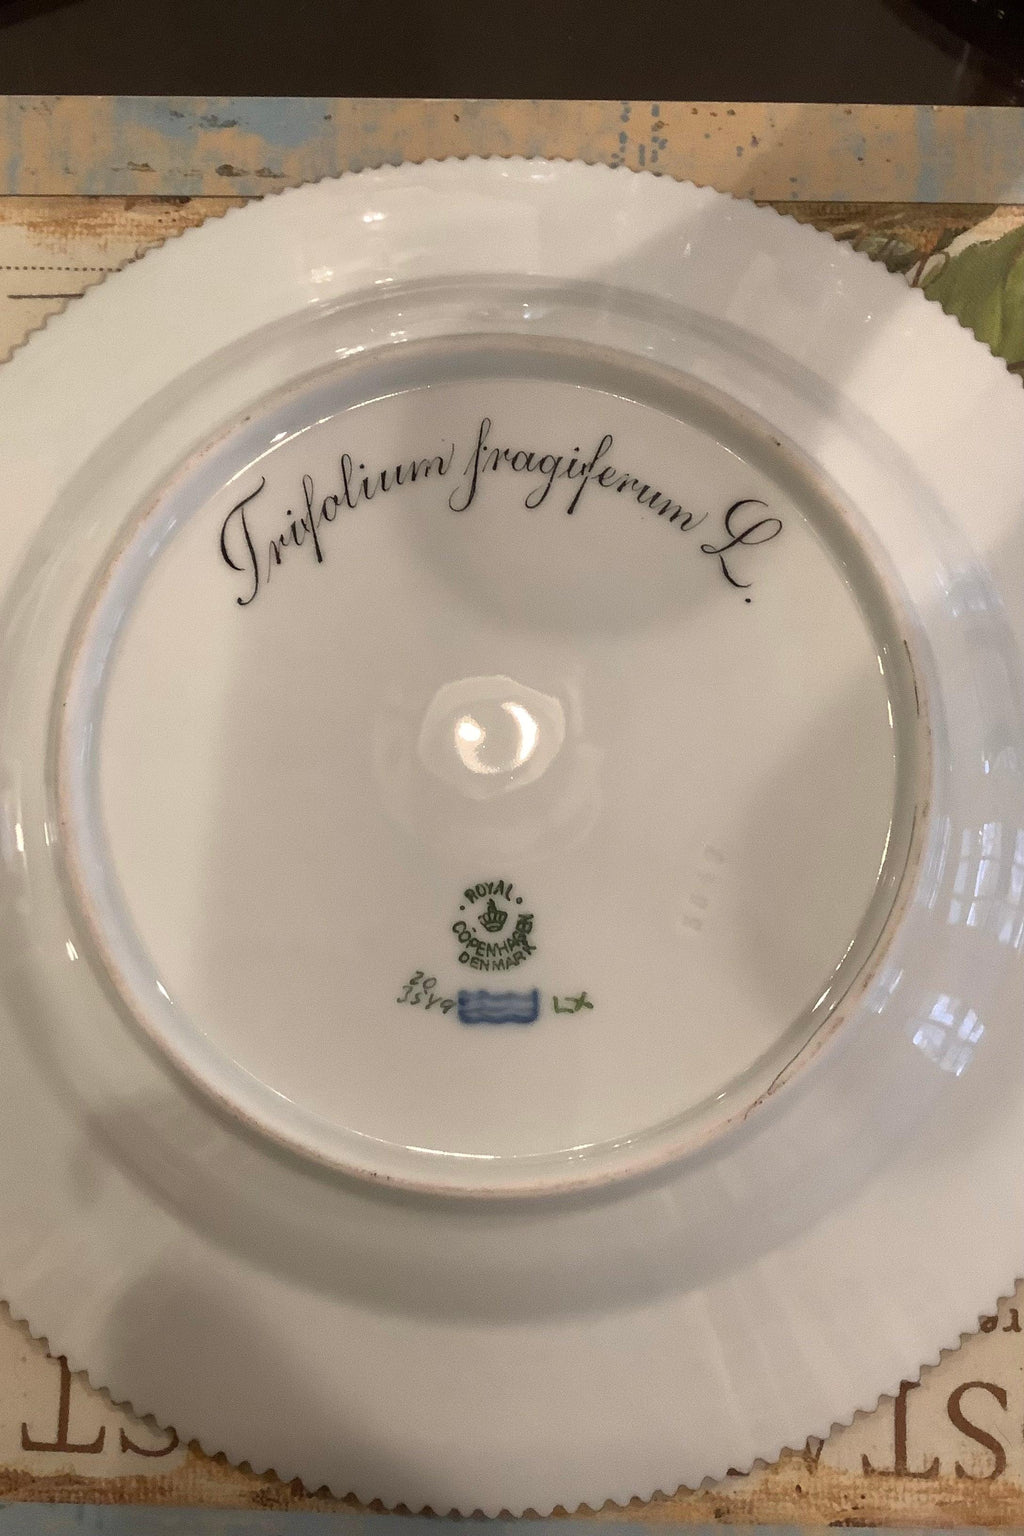 Trifolium fragiferum L.
ROYAL
COPENHAGEN
DENMARK
20
3549
LX